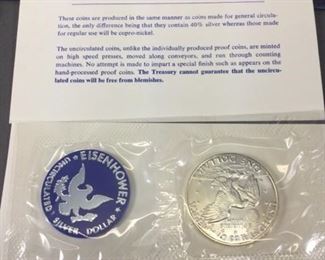 These coins are produced in the same manner as coins made for general circula-
tion, the only difference being that they contain 40% silver whereas those made
for regular use will be cupro-nickel.
The uncirculated coins, unlike the individually produced proof coins, are minted
on high speed presses, moved along conveyors, and run through counting
machines. No attempt is made to impart a special finish such as appears on the
hand-processed proof coins. The Treasury cannot guarantee that the uncircu-
lated coins will be free from blemishes.
EISENHOWER
UNCIRCULATED
SILVER DOLLAR
ONE DOLLAR